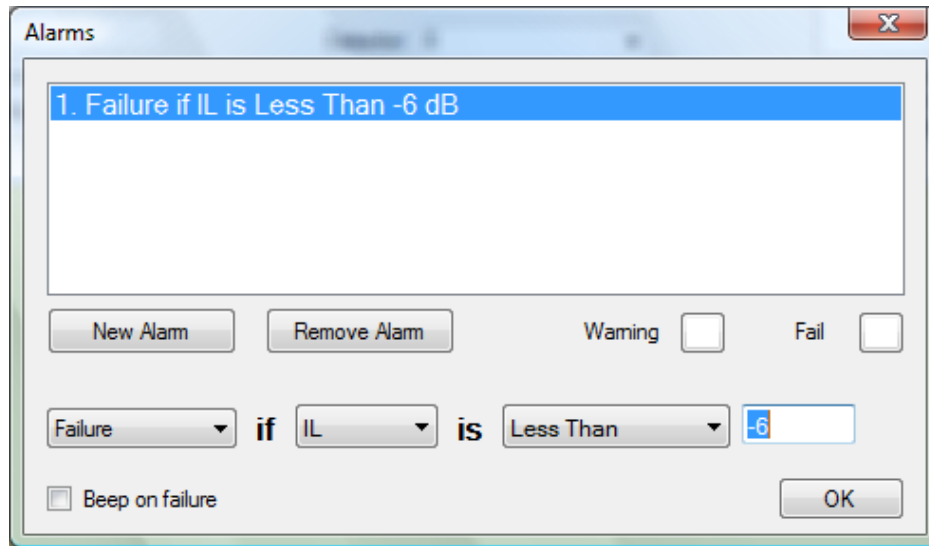 Alarms
1. Failure if IL is Less Than -6 dB
New Alarm Remove Alarm Warning Fail
Failure if IL is Less Than -6
Beep on failure OK